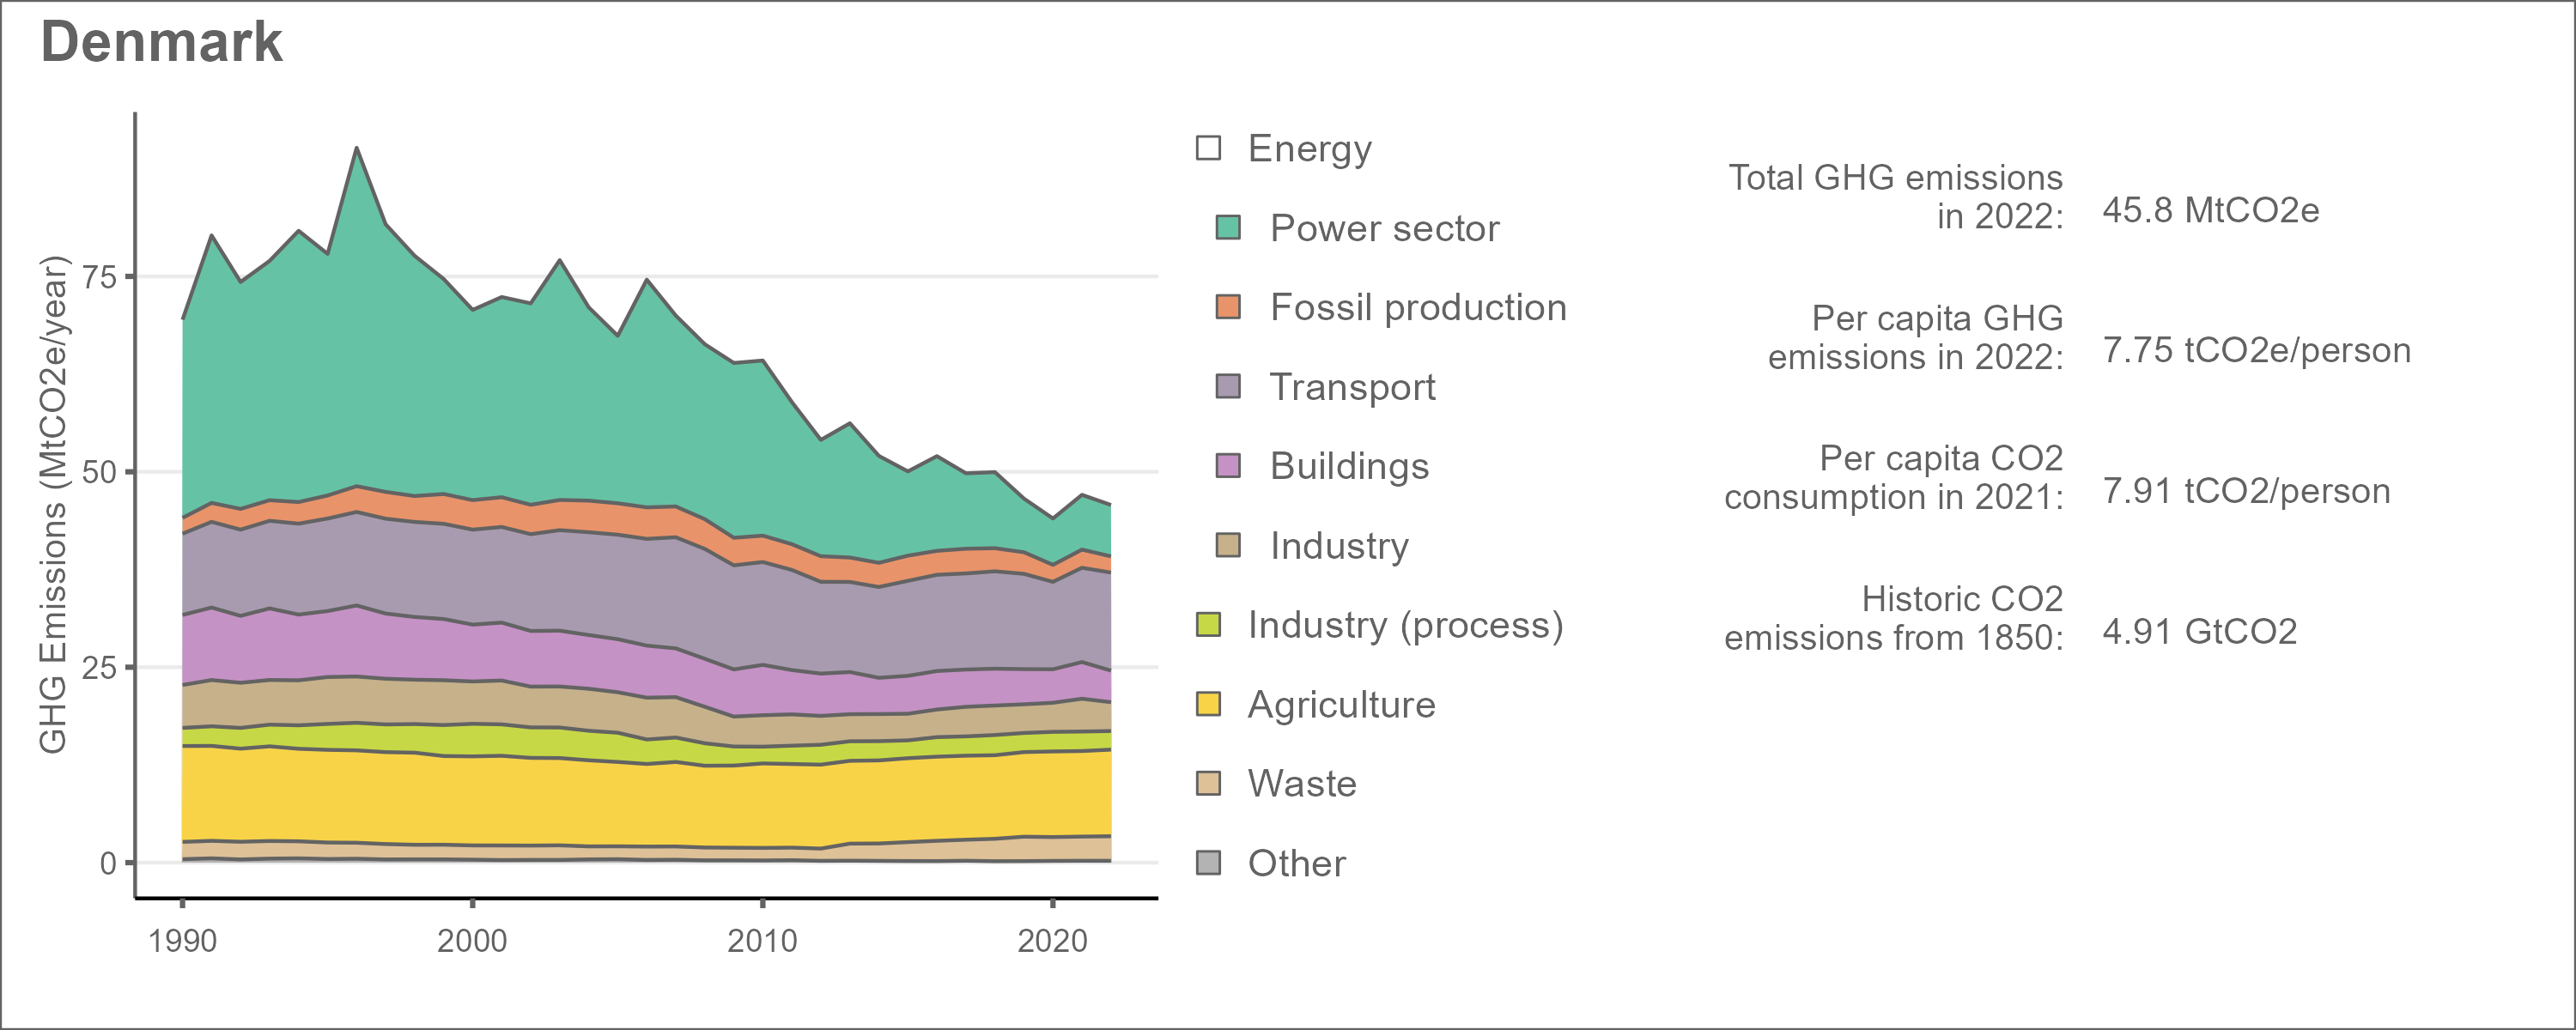 Denmark
GHG Emissions (MtCO2e/year)
75
50
25
0
1990
2000
2010
2020
Energy
Power sector
Fossil production
Transport
Buildings
Industry
Industry (process)
Agriculture
Waste
Other
Total GHG emissions
in 2022:
45.8 MtCO2e
Per capita GHG
emissions in 2022:
7.75 tCO2e/person
Per capita CO2
consumption in 2021:
7.91 tCO2/person
Historic CO2
emissions from 1850:
4.91 GtCO2